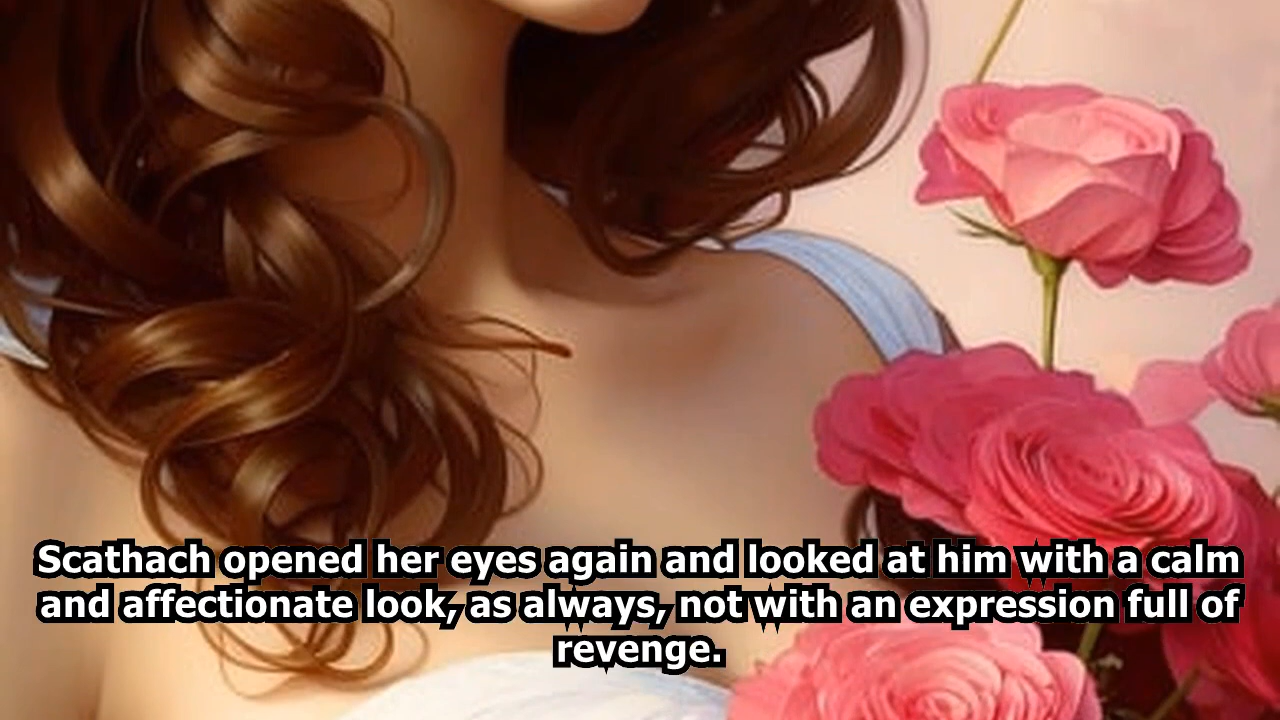 Scathach opened her eyes again and looked at him with a calm
and affectionate look, as always, not with an expression full of
revenge.